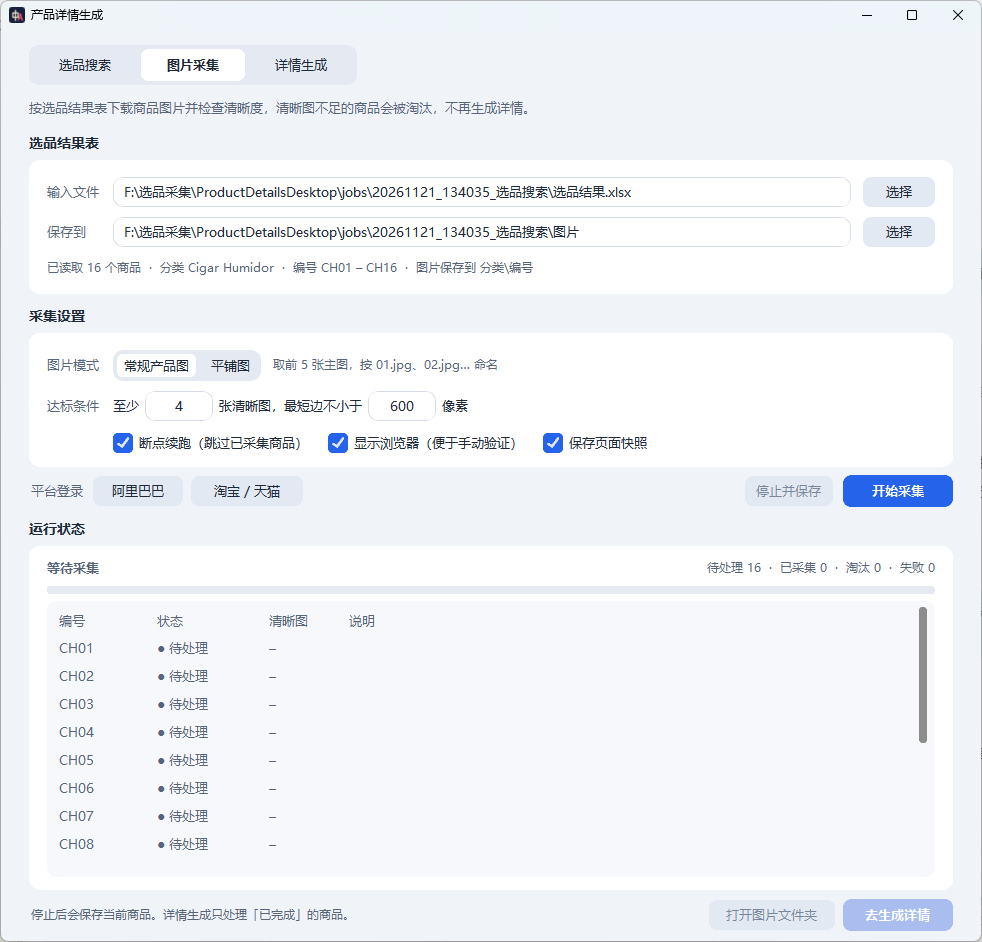 产品详情生成
选品搜索 图片采集 详情生成
按选品结果表下载商品图片并检查清晰度，清晰图不足的商品会被淘汰，不再生成详情。
选品结果表
输入文件 F:\选品采集\ProductDetailsDesktop\jobs\20261121_134035_选品搜索\选品结果.xlsx 选择
保存到 F:\选品采集\ProductDetailsDesktop\jobs\20261121_134035_选品搜索\图片 选择
已读取 16 个商品 · 分类 Cigar Humidor · 编号 CH01 – CH16 · 图片保存到 分类\编号
采集设置
图片模式 常规产品图 平铺图 取前 5 张主图，按 01.jpg、02.jpg... 命名
达标条件 至少 4 张清晰图，最短边不小于 600 像素
断点续跑（跳过已采集商品） 显示浏览器（便于手动验证） 保存页面快照
平台登录 阿里巴巴 淘宝 / 天猫 停止并保存 开始采集
运行状态
等待采集 待处理 16 · 已采集 0 · 淘汰 0 · 失败 0
编号 状态 清晰图 说明
CH01 ● 待处理 –
CH02 ● 待处理 –
CH03 ● 待处理 –
CH04 ● 待处理 –
CH05 ● 待处理 –
CH06 ● 待处理 –
CH07 ● 待处理 –
CH08 ● 待处理 –
停止后会保存当前商品。详情生成只处理「已完成」的商品。 打开图片文件夹 去生成详情